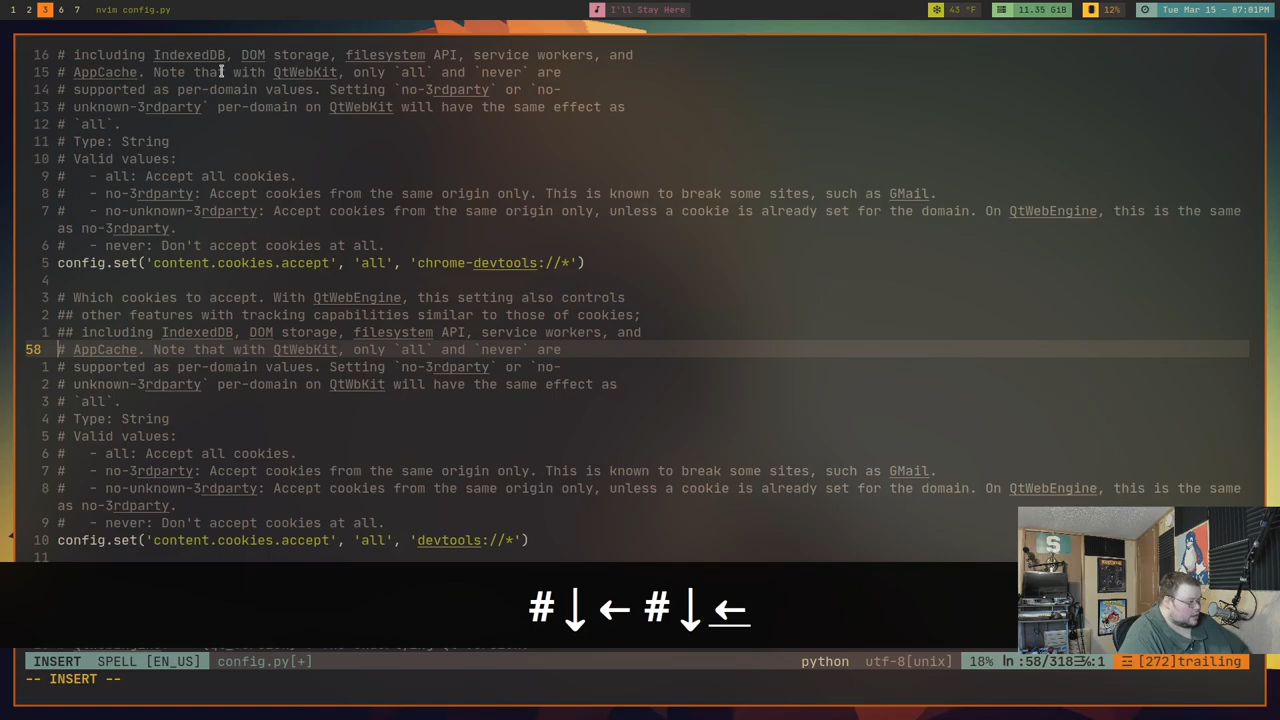 1 2 3 6 7 nvim config.py I'll Stay Here 43 °F 11.35 GiB 12% Tue Mar 15 - 07:01PM
16 # including IndexedDB, DOM storage, filesystem API, service workers, and
15 # AppCache. Note that with QtWebKit, only `all` and `never` are
14 # supported as per-domain values. Setting `no-3rdparty` or `no-
13 # unknown-3rdparty` per-domain on QtWebKit will have the same effect as
12 # `all`.
11 # Type: String
10 # Valid values:
9 #   - all: Accept all cookies.
8 #   - no-3rdparty: Accept cookies from the same origin only. This is known to break some sites, such as GMail.
7 #   - no-unknown-3rdparty: Accept cookies from the same origin only, unless a cookie is already set for the domain. On QtWebEngine, this is the same
as no-3rdparty.
6 #   - never: Don't accept cookies at all.
5 config.set('content.cookies.accept', 'all', 'chrome-devtools://*')
4
3 # Which cookies to accept. With QtWebEngine, this setting also controls
2 ## other features with tracking capabilities similar to those of cookies;
1 ## including IndexedDB, DOM storage, filesystem API, service workers, and
58 # AppCache. Note that with QtWebKit, only `all` and `never` are
1 # supported as per-domain values. Setting `no-3rdparty` or `no-
2 # unknown-3rdparty` per-domain on QtWbKit will have the same effect as
3 # `all`.
4 # Type: String
5 # Valid values:
6 #   - all: Accept all cookies.
7 #   - no-3rdparty: Accept cookies from the same origin only. This is known to break some sites, such as GMail.
8 #   - no-unknown-3rdparty: Accept cookies from the same origin only, unless a cookie is already set for the domain. On QtWebEngine, this is the same
as no-3rdparty.
9 #   - never: Don't accept cookies at all.
10 config.set('content.cookies.accept', 'all', 'devtools://*')
11
#↓←#↓←
INSERT SPELL [EN_US] config.py[+] python utf-8[unix] 18% ln :58/318☰%:1 ☲ [272]trailing
-- INSERT --